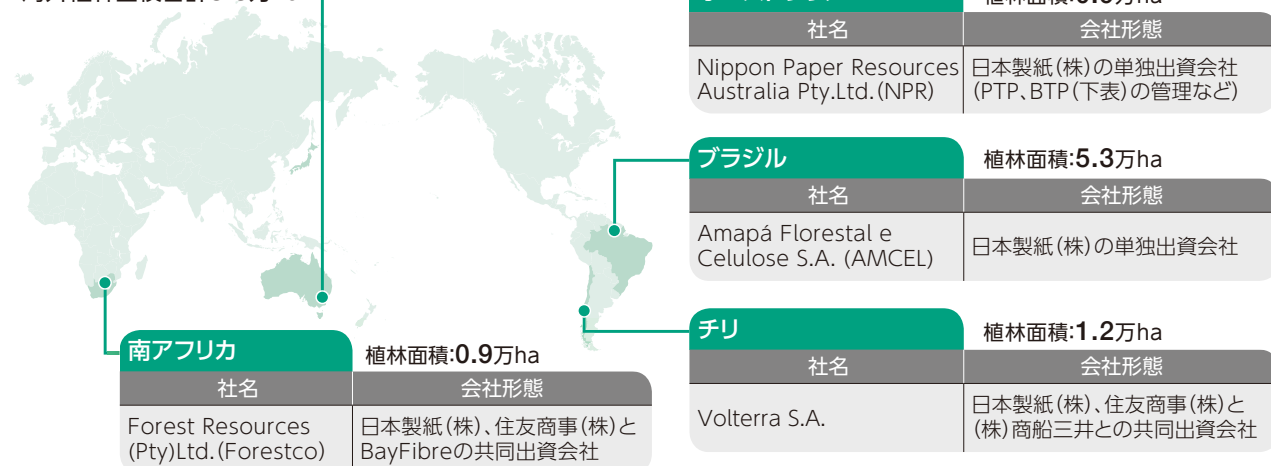 社名 会社形態
Nippon Paper Resources
Australia Pty.Ltd.(NPR)
日本製紙(株)の単独出資会社
(PTP、BTP(下表)の管理など)
ブラジル 植林面積:5.3万ha
社名 会社形態
Amapá Florestal e
Celulose S.A. (AMCEL)
日本製紙(株)の単独出資会社
チリ 植林面積:1.2万ha
社名 会社形態
Volterra S.A.
日本製紙(株)、住友商事(株)と
(株)商船三井との共同出資会社
南アフリカ 植林面積:0.9万ha
社名 会社形態
Forest Resources
(Pty)Ltd.(Forestco)
日本製紙(株)、住友商事(株)と
BayFibreの共同出資会社